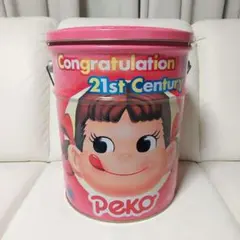 Congratulation
21st Century
Peko